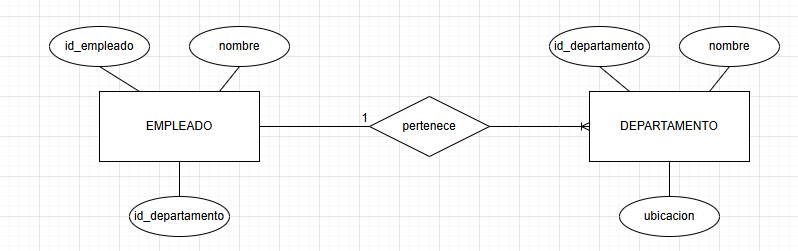 id_empleado
nombre
id_departamento
nombre
EMPLEADO
1
pertenece
DEPARTAMENTO
id_departamento
ubicacion